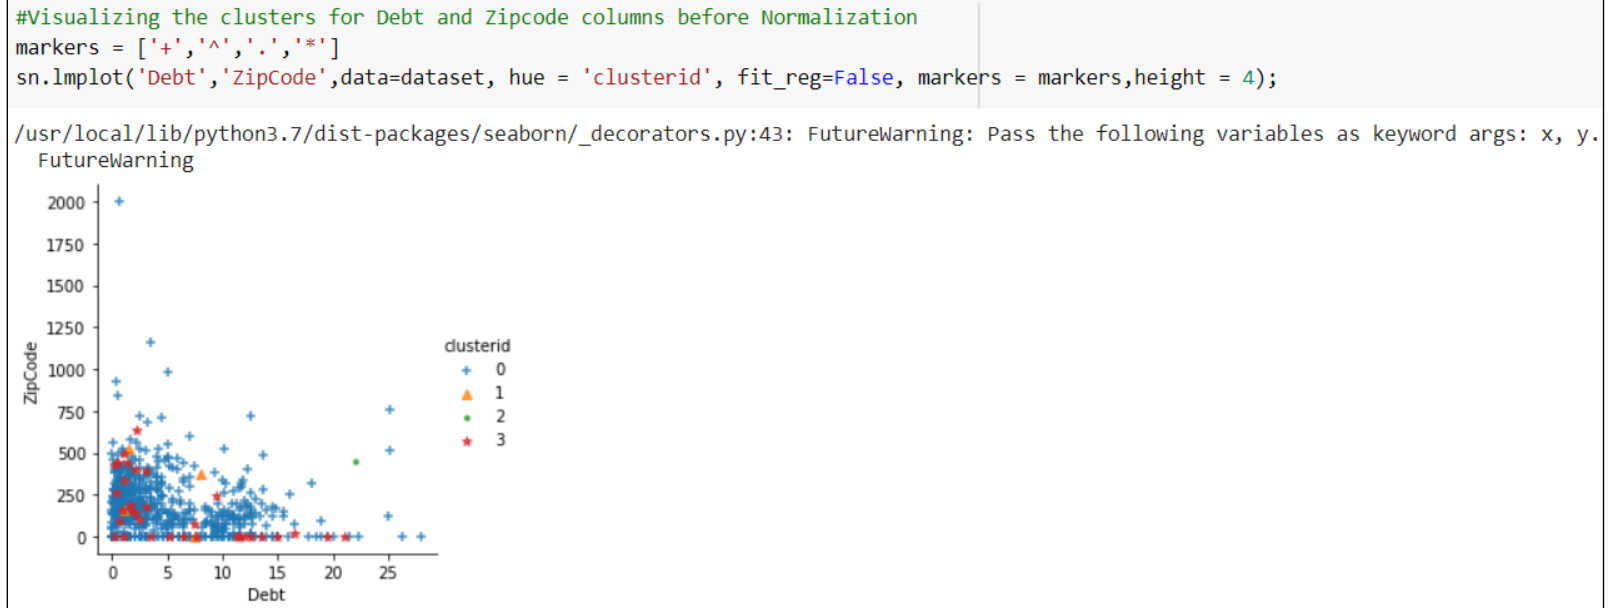 #Visualizing the clusters for Debt and Zipcode columns before Normalization
markers = ['+','^','.','*']
sn.lmplot('Debt','ZipCode',data=dataset, hue = 'clusterid', fit_reg=False, markers = markers,height = 4);
/usr/local/lib/python3.7/dist-packages/seaborn/_decorators.py:43: FutureWarning: Pass the following variables as keyword args: x, y.
FutureWarning
2000
1750
1500
1250
1000
750
500
250
0
ZipCode
0 5 10 15 20 25
Debt
clusterid
0
1
2
3